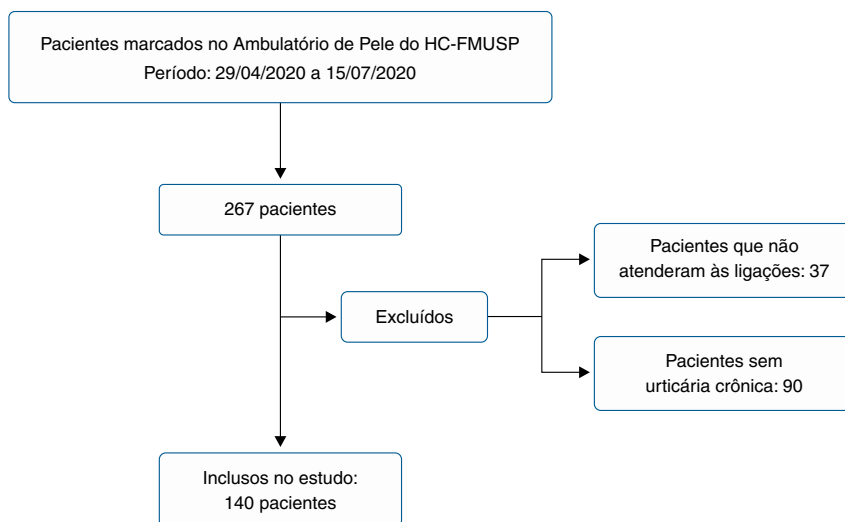 Pacientes marcados no Ambulatório de Pele do HC-FMUSP
Período: 29/04/2020 a 15/07/2020
267 pacientes
Pacientes que não
atenderam às ligações: 37
Excluídos
Pacientes sem
urticária crônica: 90
Inclusos no estudo:
140 pacientes